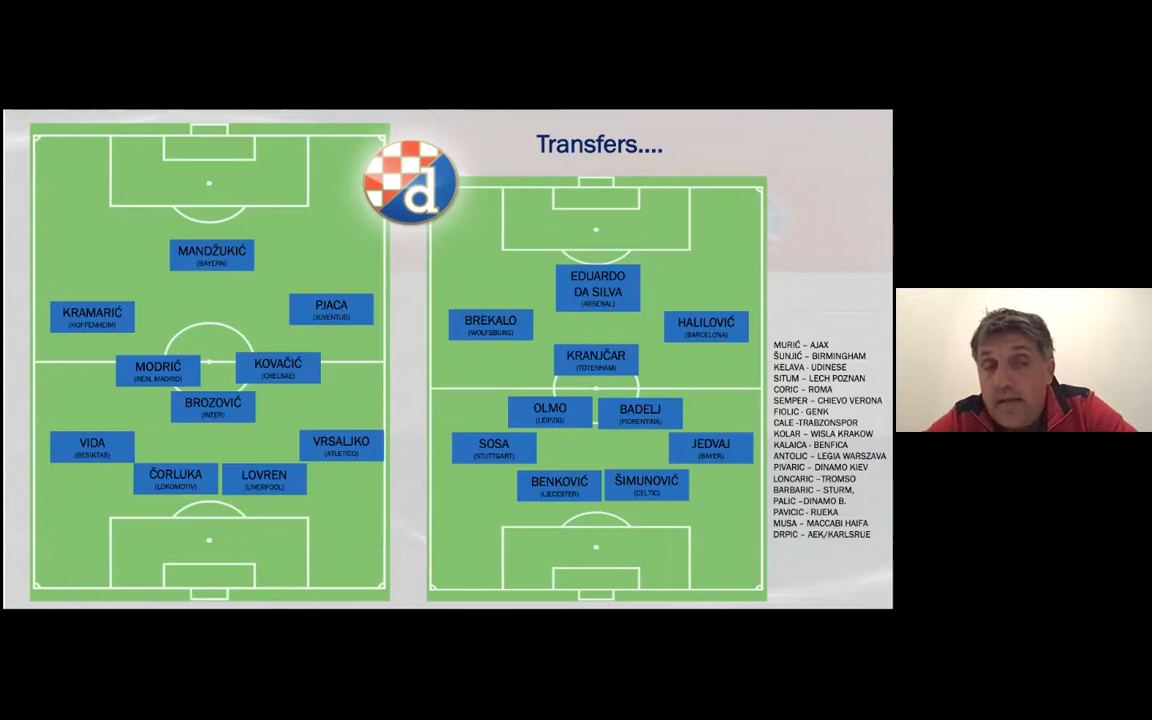 Transfers....
MANDŽUKIĆ
(BAYERN)
KRAMARIĆ
(HOFFENHEIM)
PJACA
(JUVENTUS)
MODRIĆ
(REAL MADRID)
KOVAČIĆ
(CHELSAE)
BROZOVIĆ
(INTER)
VIDA
(BESIKTAS)
VRSALJKO
(ATLETICO)
ČORLUKA
(LOKOMOTIV)
LOVREN
(LIVERPOOL)
d
EDUARDO
DA SILVA
(ARSENAL)
BREKALO
(WOLFSBURG)
HALILOVIĆ
(BARCELONA)
KRANJČAR
(TOTENHAM)
OLMO
(LEIPZIG)
BADELJ
(FIORENTINA)
SOSA
(STUTTGART)
JEDVAJ
(BAYER)
BENKOVIĆ
(LIECESTER)
ŠIMUNOVIĆ
(CELTIC)
MURIĆ – AJAX
ŠUNJIĆ – BIRMINGHAM
KELAVA - UDINESE
SITUM – LECH POZNAN
CORIC – ROMA
SEMPER – CHIEVO VERONA
FIOLIC - GENK
CALE -TRABZONSPOR
KOLAR – WISLA KRAKOW
KALAICA - BENFICA
ANTOLIC – LEGIA WARSZAVA
PIVARIC – DINAMO KIEV
LONCARIC –TROMSO
BARBARIC – STURM,
PALIC –DINAMO B.
PAVICIC - RIJEKA
MUSA – MACCABI HAIFA
DRPIC – AEK/KARLSRUE